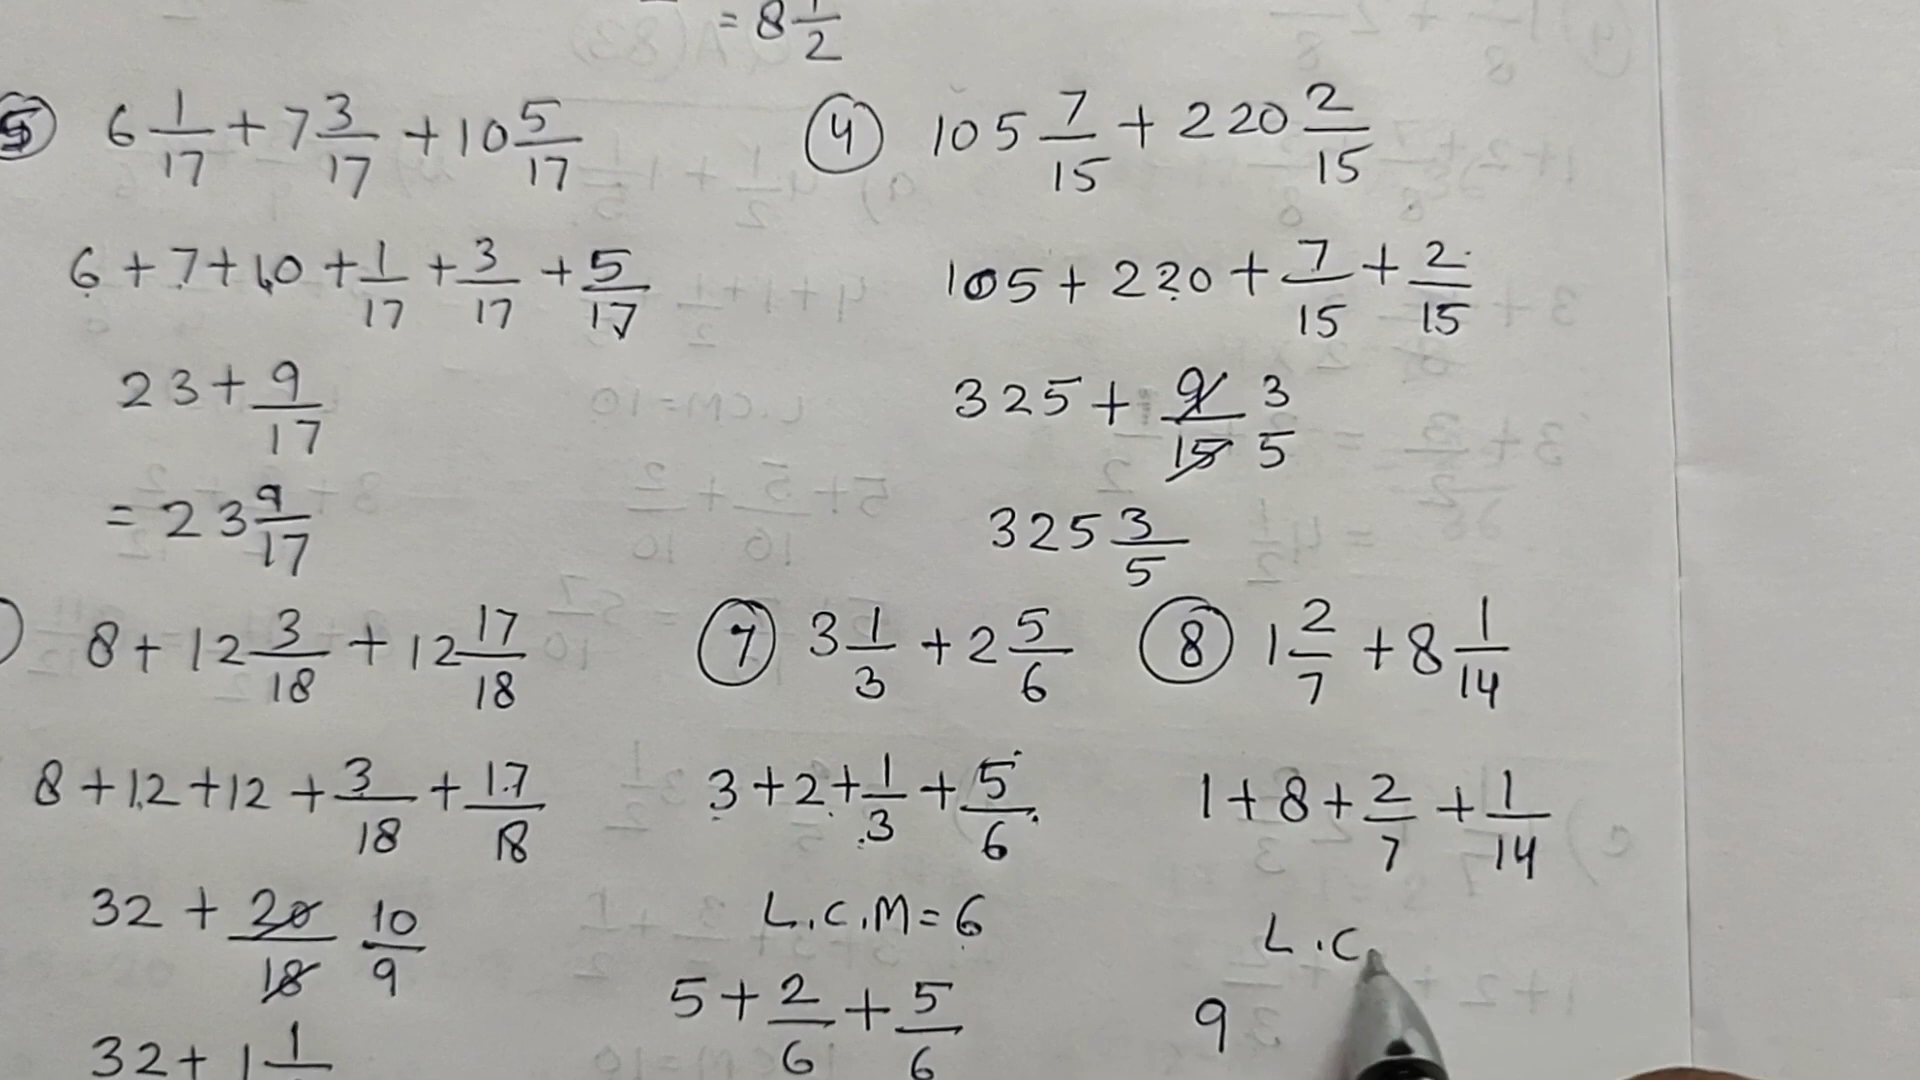 = 8 1/2
5 6 1/17 + 7 3/17 + 10 5/17
6 + 7 + 10 + 1/17 + 3/17 + 5/17
23 + 9/17
= 23 9/17
4 105 7/15 + 220 2/15
105 + 220 + 7/15 + 2/15
325 + 9/15 3/5
325 3/5
8 + 12 3/18 + 12 17/18
8 + 12 + 12 + 3/18 + 17/18
32 + 20/18 10/9
32 + 1 1/
7 3 1/3 + 2 5/6
3 + 2 + 1/3 + 5/6
L.C.M = 6
5 + 2/6 + 5/6
8 1 2/7 + 8 1/14
1 + 8 + 2/7 + 1/14
L.C.
9